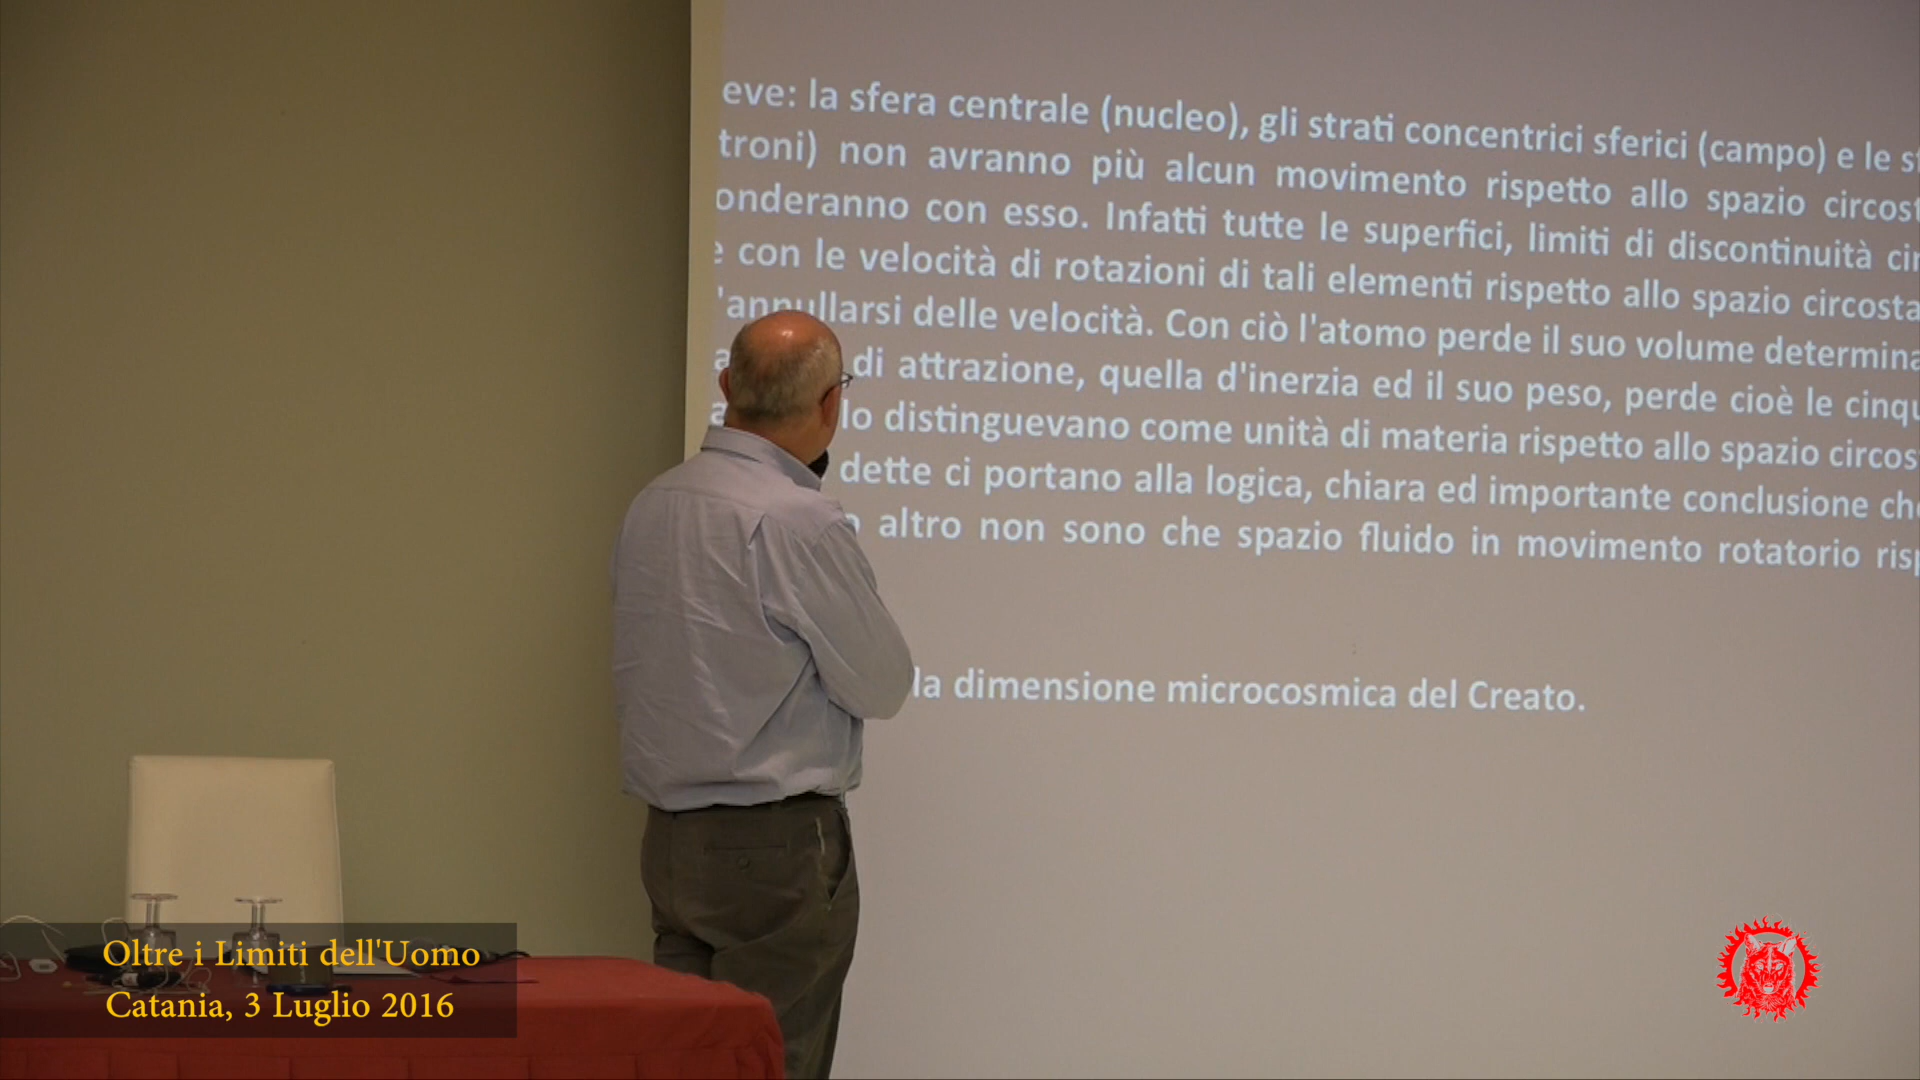 eve: la sfera centrale (nucleo), gli strati concentrici sferici (campo) e le
troni) non avranno più alcun movimento rispetto allo spazio circost
onderanno con esso. Infatti tutte le superfici, limiti di discontinuità
e con le velocità di rotazioni di tali elementi rispetto allo spazio circosta
'annullarsi delle velocità. Con ciò l'atomo perde il suo volume determina
di attrazione, quella d'inerzia ed il suo peso, perde cioè le cinqu
lo distinguevano come unità di materia rispetto allo spazio circos
dette ci portano alla logica, chiara ed importante conclusione che
altro non sono che spazio fluido in movimento rotatorio risp
la dimensione microcosmica del Creato.
Oltre i Limiti dell'Uomo
Catania, 3 Luglio 2016